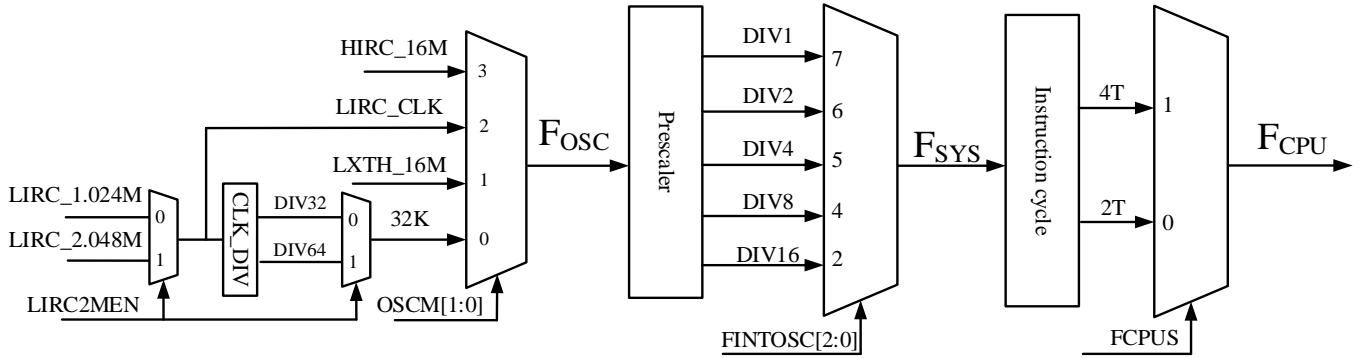 HIRC_16M
3
LIRC_CLK
2
LXTH_16M
1
32K
0
OSCM[1:0]
LIRC_1.024M
0
LIRC_2.048M
1
LIRC2MEN
CLK_DIV
DIV32
DIV64
0
1
FOSC
Prescaler
DIV1
7
DIV2
6
DIV4
5
DIV8
4
DIV16
2
FINTOSC[2:0]
FSYS
Instruction cycle
4T
1
2T
0
FCPUS
FCPU